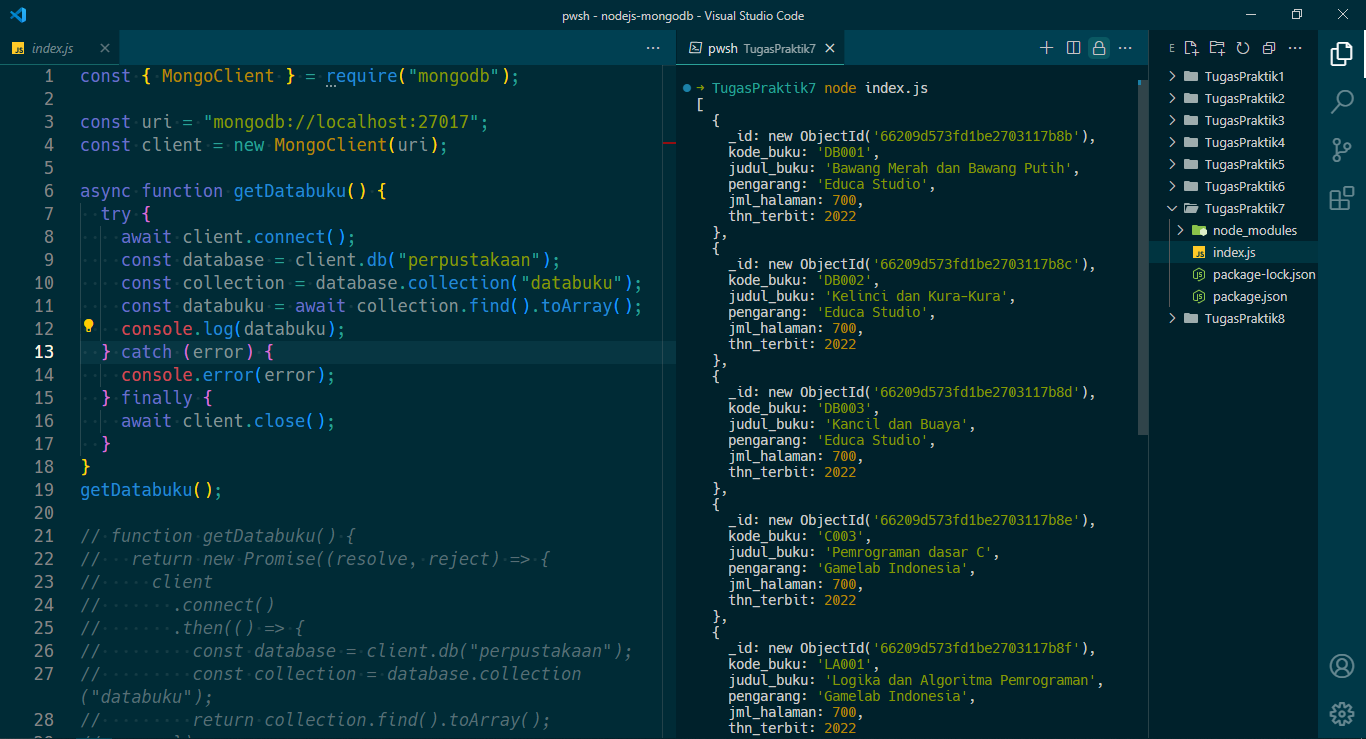 pwsh - nodejs-mongodb - Visual Studio Code
JS index.js
1 const { MongoClient } = require("mongodb");
2
3 const uri = "mongodb://localhost:27017";
4 const client = new MongoClient(uri);
5
6 async function getDatabuku() {
7 try {
8 await client.connect();
9 const database = client.db("perpustakaan");
10 const collection = database.collection("databuku");
11 const databuku = await collection.find().toArray();
12 console.log(databuku);
13 } catch (error) {
14 console.error(error);
15 } finally {
16 await client.close();
17 }
18 }
19 getDatabuku();
20
21 // function getDatabuku() {
22 // return new Promise((resolve, reject) => {
23 // client
24 // .connect()
25 // .then(() => {
26 // const database = client.db("perpustakaan");
27 // const collection = database.collection
("databuku");
28 // return collection.find().toArray();
pwsh TugasPraktik7
→ TugasPraktik7 node index.js
[
{
_id: new ObjectId('66209d573fd1be2703117b8b'),
kode_buku: 'DB001',
judul_buku: 'Bawang Merah dan Bawang Putih',
pengarang: 'Educa Studio',
jml_halaman: 700,
thn_terbit: 2022
},
{
_id: new ObjectId('66209d573fd1be2703117b8c'),
kode_buku: 'DB002',
judul_buku: 'Kelinci dan Kura-Kura',
pengarang: 'Educa Studio',
jml_halaman: 700,
thn_terbit: 2022
},
{
_id: new ObjectId('66209d573fd1be2703117b8d'),
kode_buku: 'DB003',
judul_buku: 'Kancil dan Buaya',
pengarang: 'Educa Studio',
jml_halaman: 700,
thn_terbit: 2022
},
{
_id: new ObjectId('66209d573fd1be2703117b8e'),
kode_buku: 'C003',
judul_buku: 'Pemrograman dasar C',
pengarang: 'Gamelab Indonesia',
jml_halaman: 700,
thn_terbit: 2022
},
{
_id: new ObjectId('66209d573fd1be2703117b8f'),
kode_buku: 'LA001',
judul_buku: 'Logika dan Algoritma Pemrograman',
pengarang: 'Gamelab Indonesia',
jml_halaman: 700,
thn_terbit: 2022
E
TugasPraktik1
TugasPraktik2
TugasPraktik3
TugasPraktik4
TugasPraktik5
TugasPraktik6
TugasPraktik7
node_modules
JS index.js
package-lock.json
package.json
TugasPraktik8